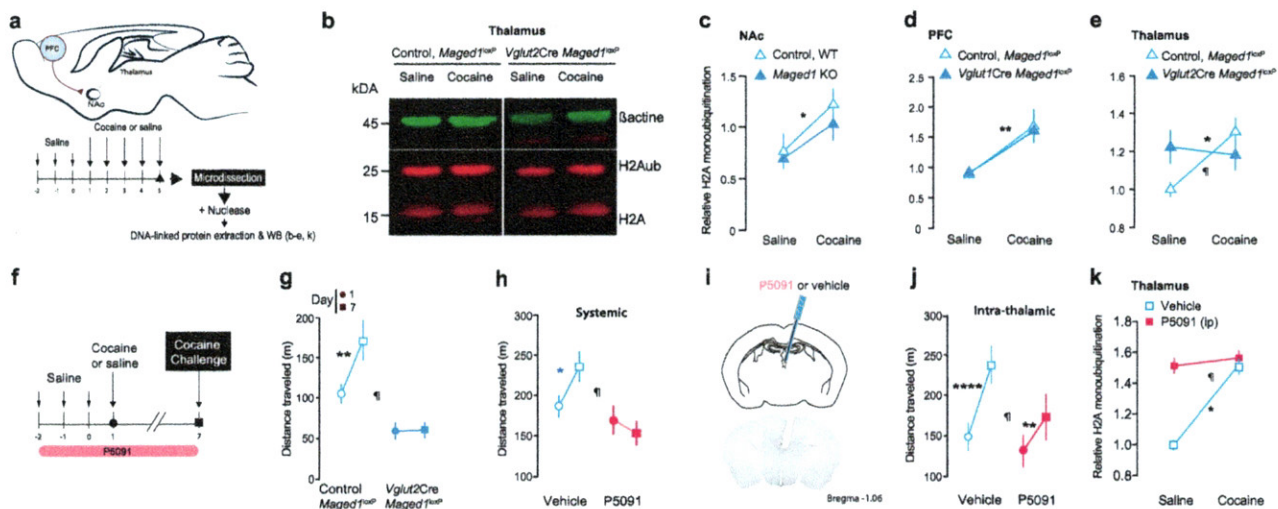 a
PFC
Thalamus
NAc
Cocaine or saline
Saline
-2 -1 0 1 2 3 4 5
Microdissection
+ Nuclease
DNA-linked protein extraction & WB (b-e, k)
b
Thalamus
Control, Maged1loxP Vglut2Cre Maged1loxP
Saline Cocaine Saline Cocaine
kDa
45
25
15
βactine
H2Aub
H2A
c
NAc
Control, WT
Maged1 KO
Relative H2A monoubiquitination
1.5
1.0
0.5
0
*
Saline Cocaine
d
PFC
Control, Maged1loxP
Vglut1Cre Maged1loxP
2.5
2.0
1.5
1.0
0.5
0
**
Saline Cocaine
e
Thalamus
Control, Maged1loxP
Vglut2Cre Maged1loxP
1.6
1.4
1.2
1.0
0.8
*
¶
Saline Cocaine
f
Cocaine
or saline
Cocaine
Challenge
Saline
-2 -1 0 1 7
P5091
g
Day 1
7
Distance traveled (m)
200
150
100
50
0
**
¶
Control
Maged1loxP
Vglut2Cre
Maged1loxP
h
Systemic
Distance traveled (m)
300
250
200
150
100
*
¶
Vehicle P5091
i
P5091 or vehicle
Bregma -1.06
j
Intra-thalamic
Distance traveled (m)
300
250
200
150
100
****
¶
**
Vehicle P5091
k
Thalamus
Vehicle
P5091 (ip)
Relative H2A monoubiquitination
1.8
1.6
1.4
1.2
1.0
0.8
¶
*
Saline Cocaine